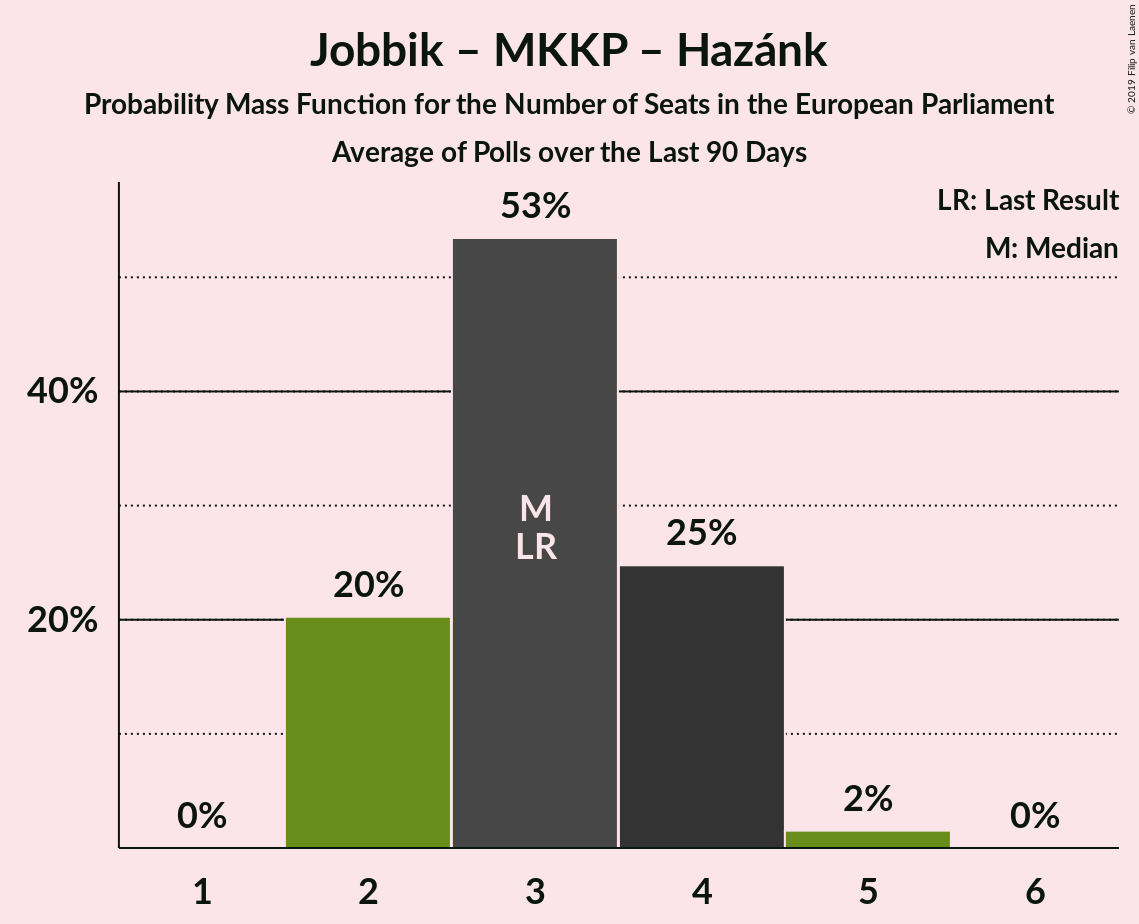 Jobbik – MKKP – Hazánk
Probability Mass Function for the Number of Seats in the European Parliament
Average of Polls over the Last 90 Days
© 2019 Filip van Laenen
LR: Last Result
M: Median
53%
40%
M
LR
25%
20%
20%
2%
0%
0%
1 2 3 4 5 6